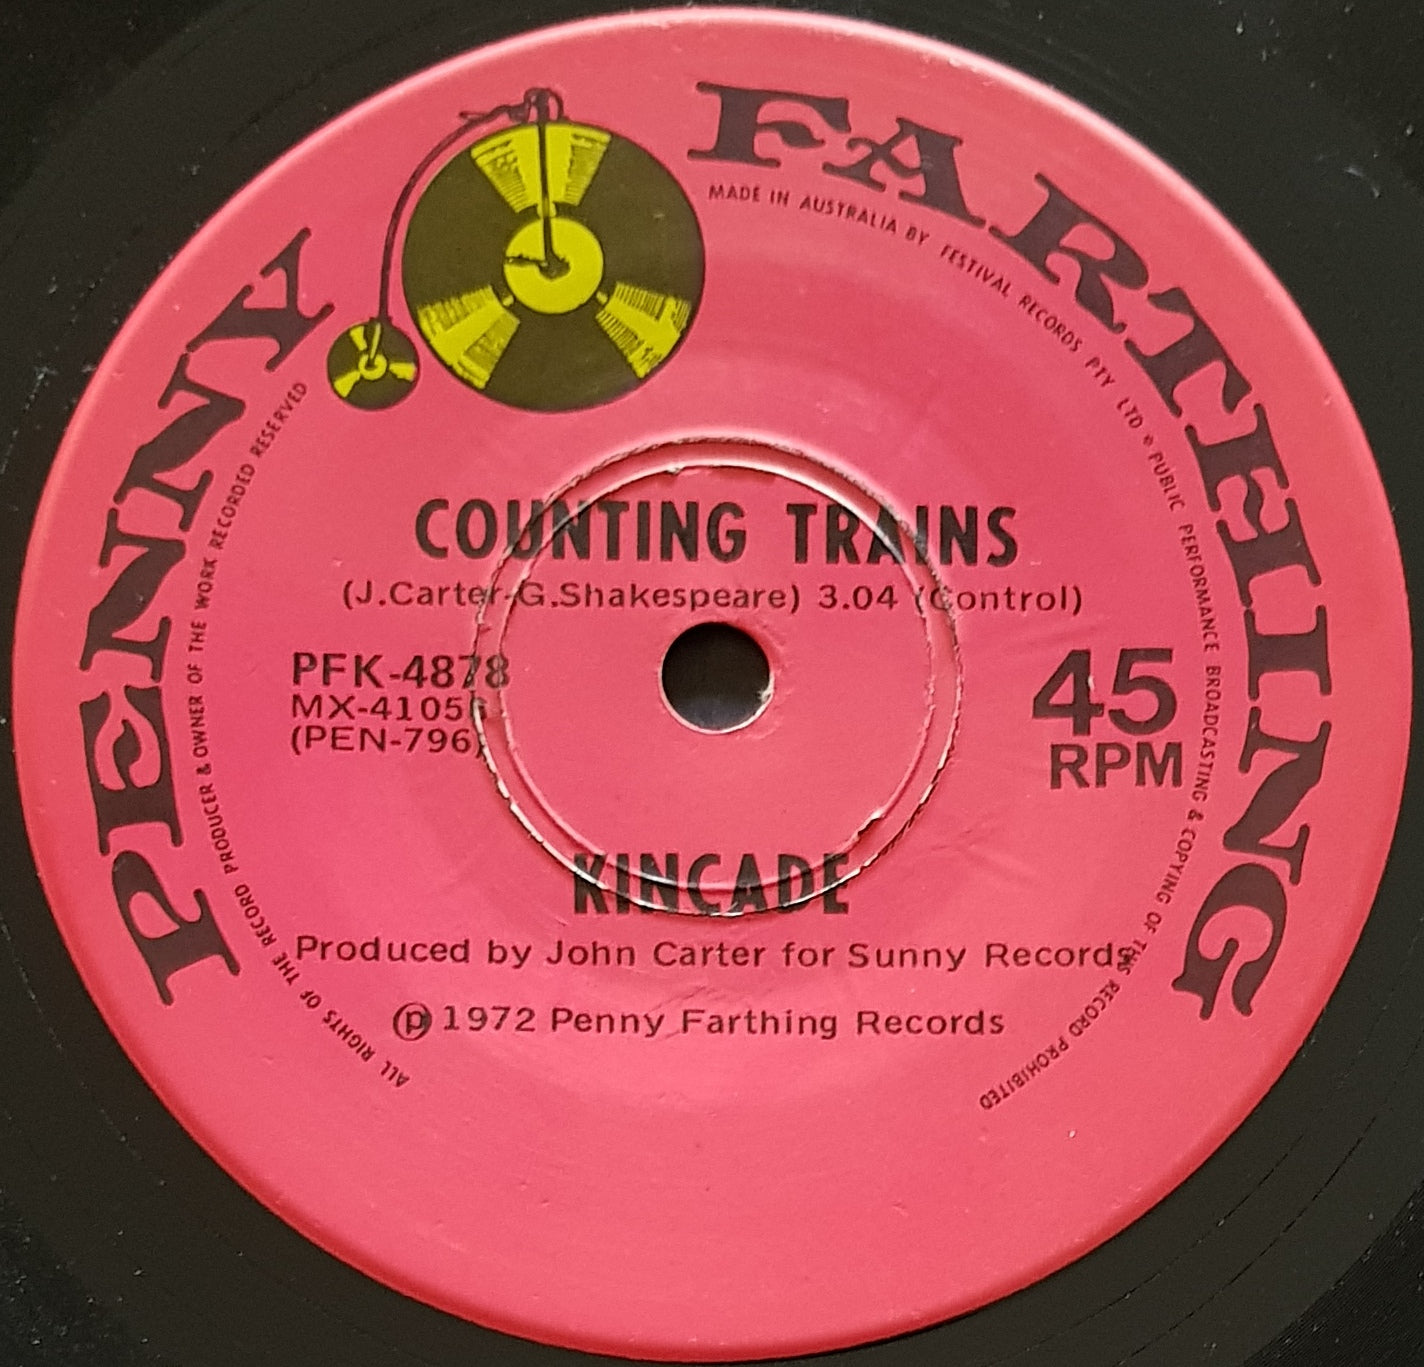 PENNY FARTHING
MADE IN AUSTRALIA BY FESTIVAL RECORDS PTY LTD • PUBLIC PERFORMANCE BROADCASTING & COPYING OF THIS RECORD PROHIBITED
ALL RIGHTS OF THE RECORD PRODUCER & OWNER OF THE WORK RECORDED RESERVED
COUNTING TRAINS
(J.Carter-G.Shakespeare) 3.04 (Control)
PFK-4878
MX-41056
(PEN-796)
45
RPM
KINCADE
Produced by John Carter for Sunny Records
℗ 1972 Penny Farthing Records